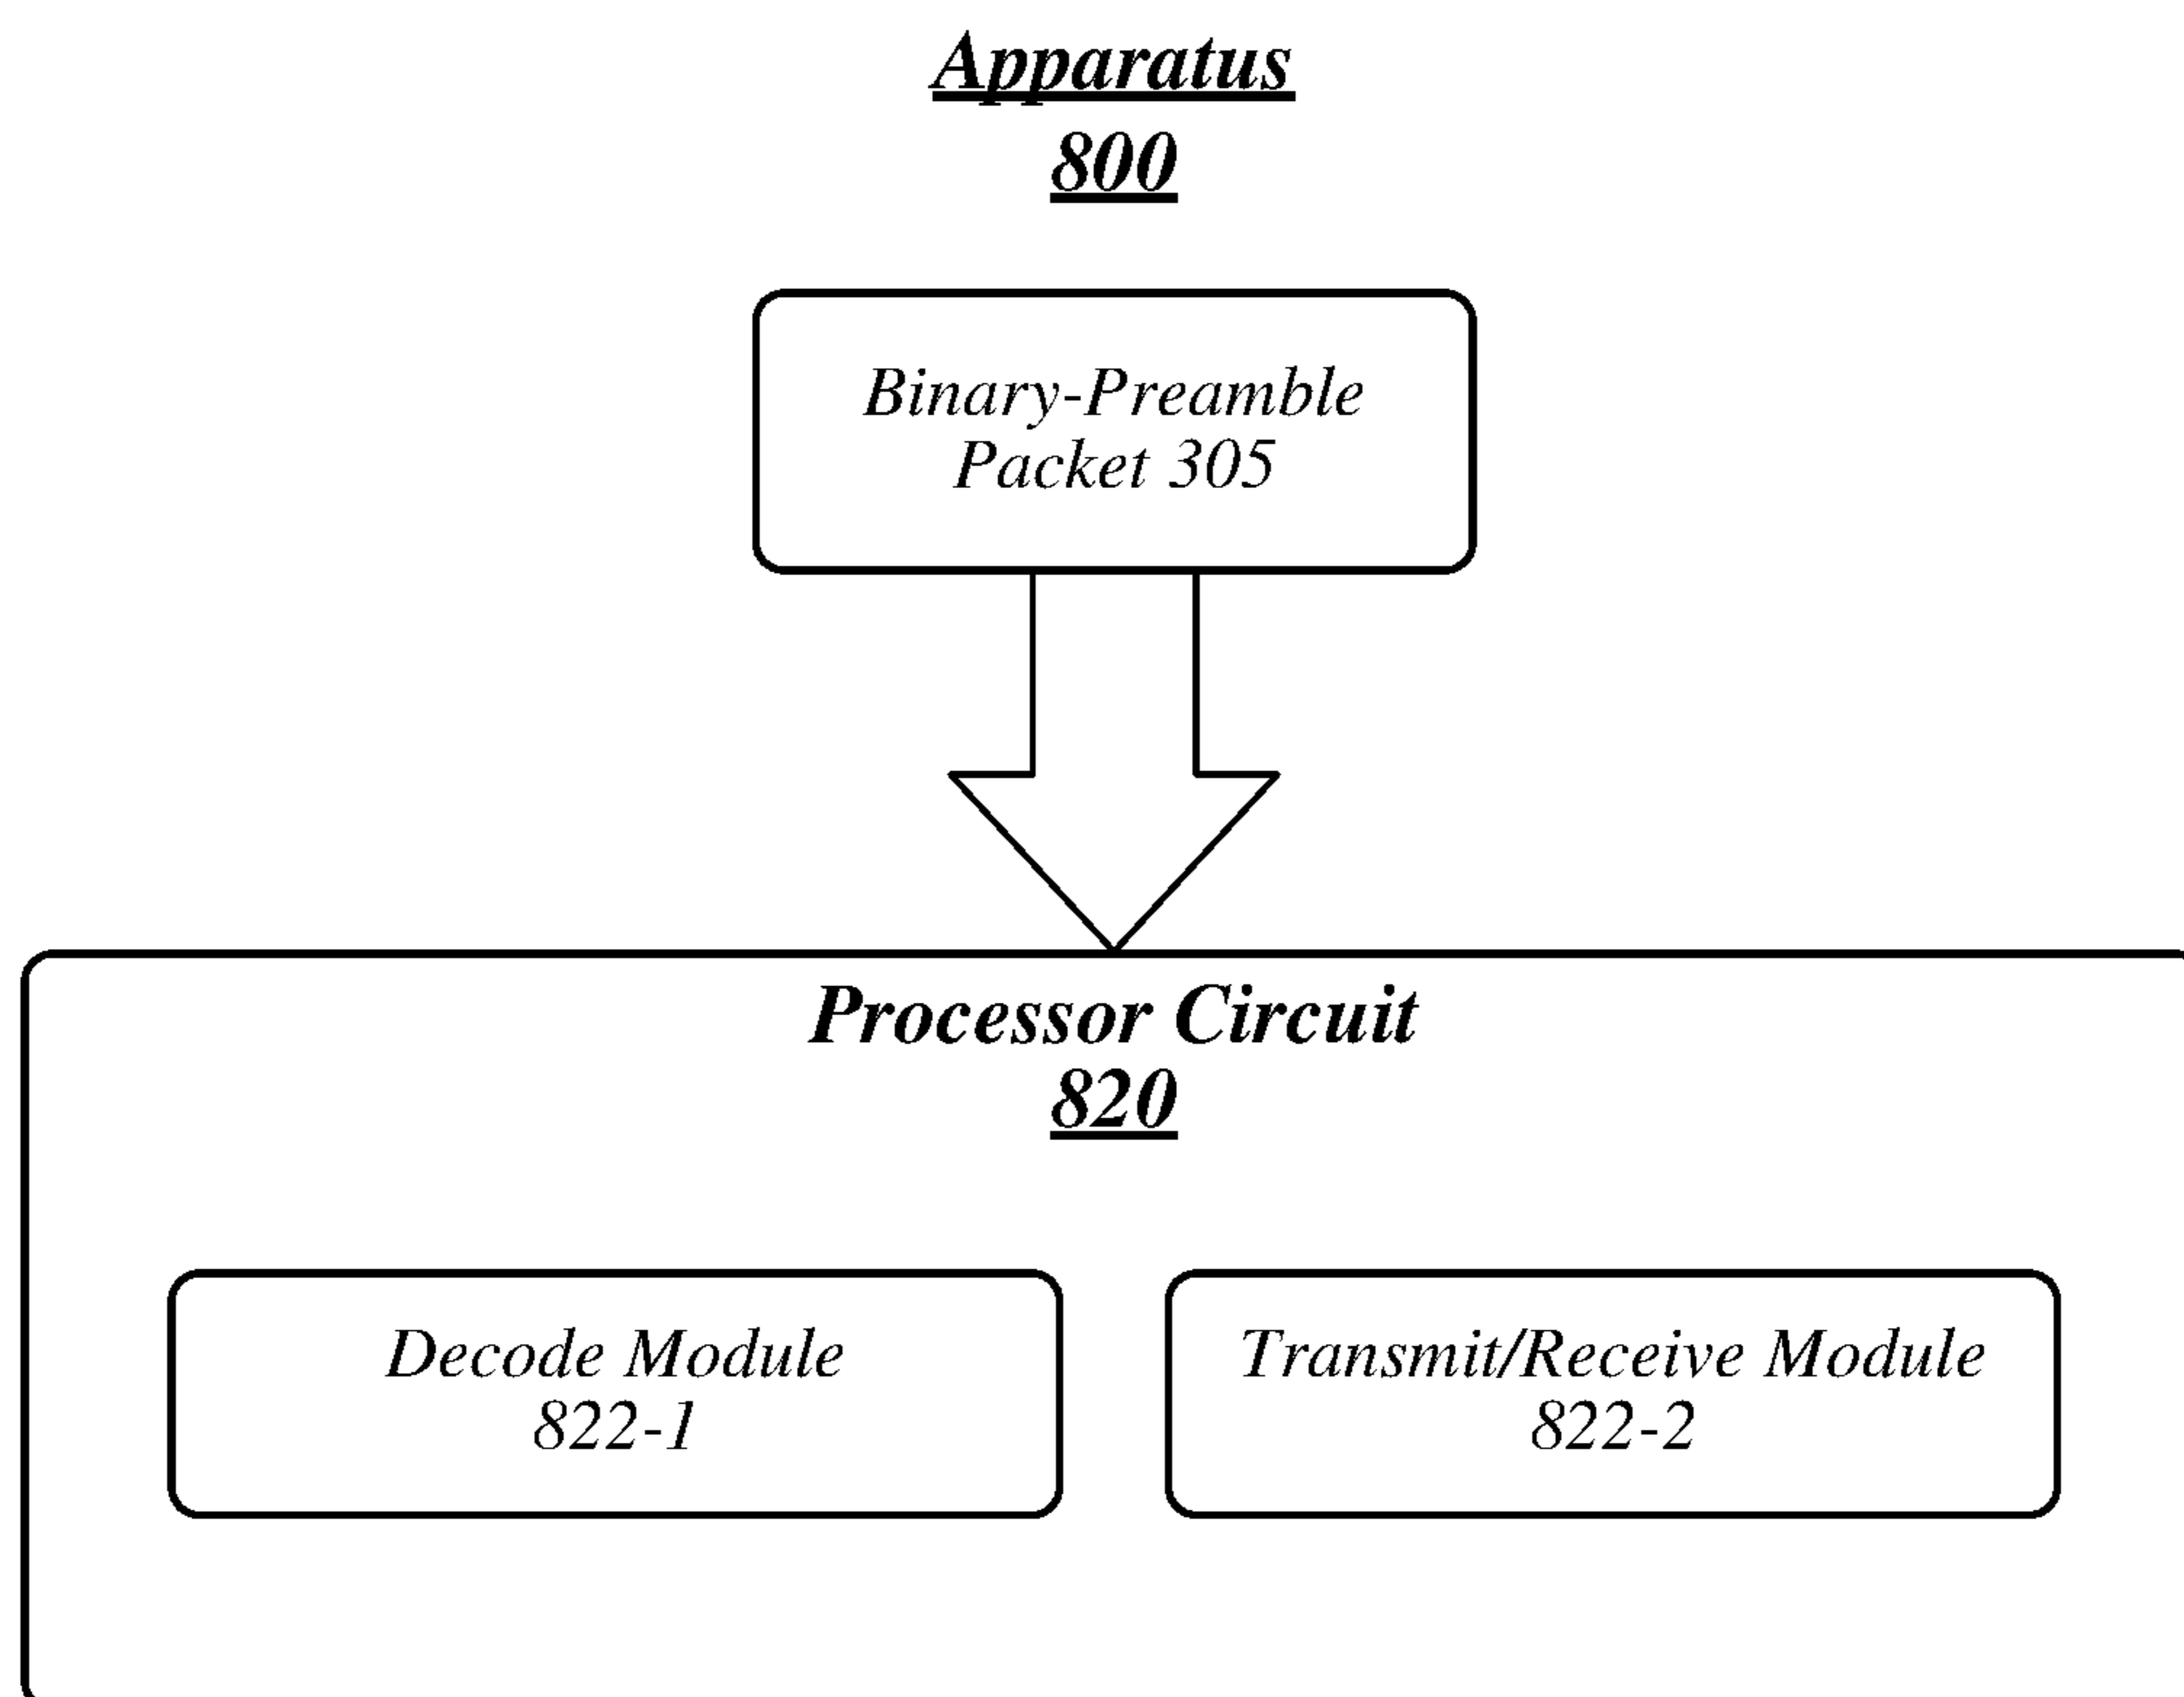 Apparatus
800
Binary-Preamble
Packet 305
Processor Circuit
820
Decode Module
822-1
Transmit/Receive Module
822-2